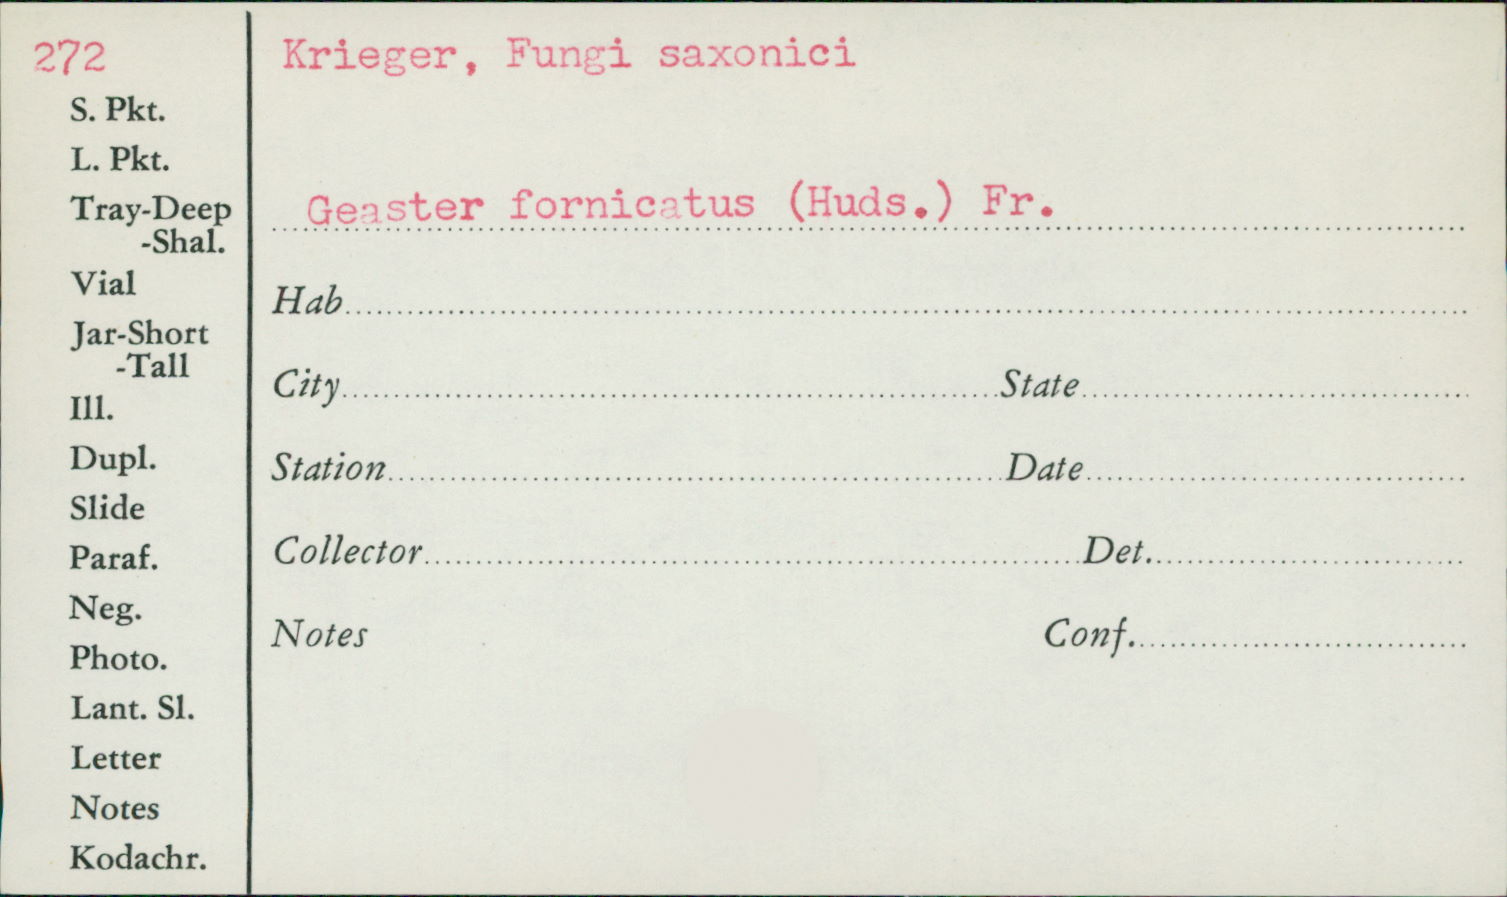 272
S. Pkt.
L. Pkt.
Tray-Deep
-Shal.
Vial
Jar-Short
-Tall
Ill.
Dupl.
Slide
Paraf.
Neg.
Photo.
Lant. Sl.
Letter
Notes
Kodachr.
Krieger, Fungi saxonici
Geaster fornicatus (Huds.) Fr.
Hab
City State
Station Date
Collector Det.
Notes Conf.